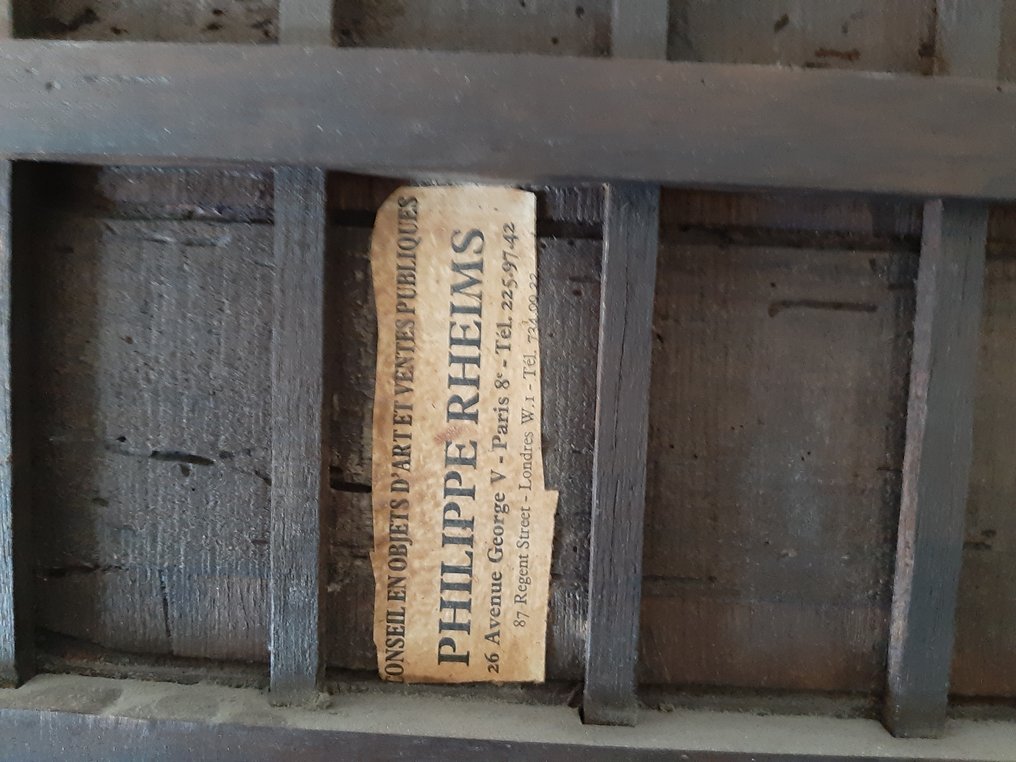 CONSEIL EN OBJETS D'ART ET VENTES PUBLIQUES
PHILIPPE RHEIMS
26 Avenue George V - Paris 8e - Tél. 225-97-42
87 Regent Street - Londres W.1 - Tél.